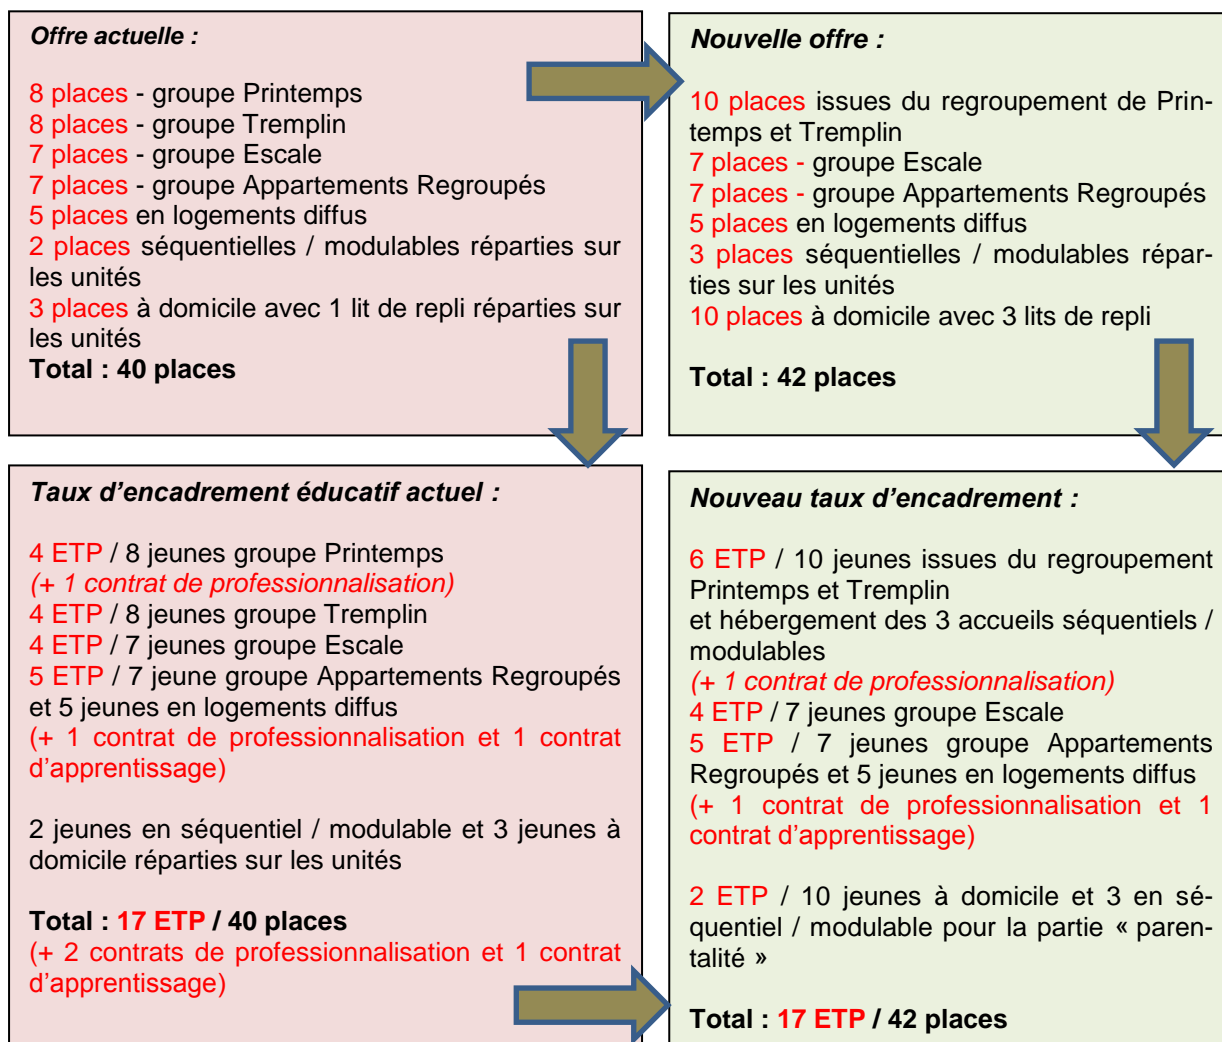 Offre actuelle :
8 places - groupe Printemps
8 places - groupe Tremplin
7 places - groupe Escale
7 places - groupe Appartements Regroupés
5 places en logements diffus
2 places séquentielles / modulables réparties sur
les unités
3 places à domicile avec 1 lit de repli réparties sur
les unités
Total : 40 places
Nouvelle offre :
10 places issues du regroupement de Prin-
temps et Tremplin
7 places - groupe Escale
7 places - groupe Appartements Regroupés
5 places en logements diffus
3 places séquentielles / modulables répar-
ties sur les unités
10 places à domicile avec 3 lits de repli
Total : 42 places
Taux d'encadrement éducatif actuel :
4 ETP / 8 jeunes groupe Printemps
(+ 1 contrat de professionnalisation)
4 ETP / 8 jeunes groupe Tremplin
4 ETP / 7 jeunes groupe Escale
5 ETP / 7 jeune groupe Appartements Regroupés
et 5 jeunes en logements diffus
(+ 1 contrat de professionnalisation et 1 contrat
d'apprentissage)
2 jeunes en séquentiel / modulable et 3 jeunes à
domicile réparties sur les unités
Total : 17 ETP / 40 places
(+ 2 contrats de professionnalisation et 1 contrat
d'apprentissage)
Nouveau taux d'encadrement :
6 ETP / 10 jeunes issues du regroupement
Printemps et Tremplin
et hébergement des 3 accueils séquentiels /
modulables
(+ 1 contrat de professionnalisation)
4 ETP / 7 jeunes groupe Escale
5 ETP / 7 jeunes groupe Appartements
Regroupés et 5 jeunes en logements diffus
(+ 1 contrat de professionnalisation et 1
contrat d'apprentissage)
2 ETP / 10 jeunes à domicile et 3 en sé-
quentiel / modulable pour la partie « paren-
talité »
Total : 17 ETP / 42 places